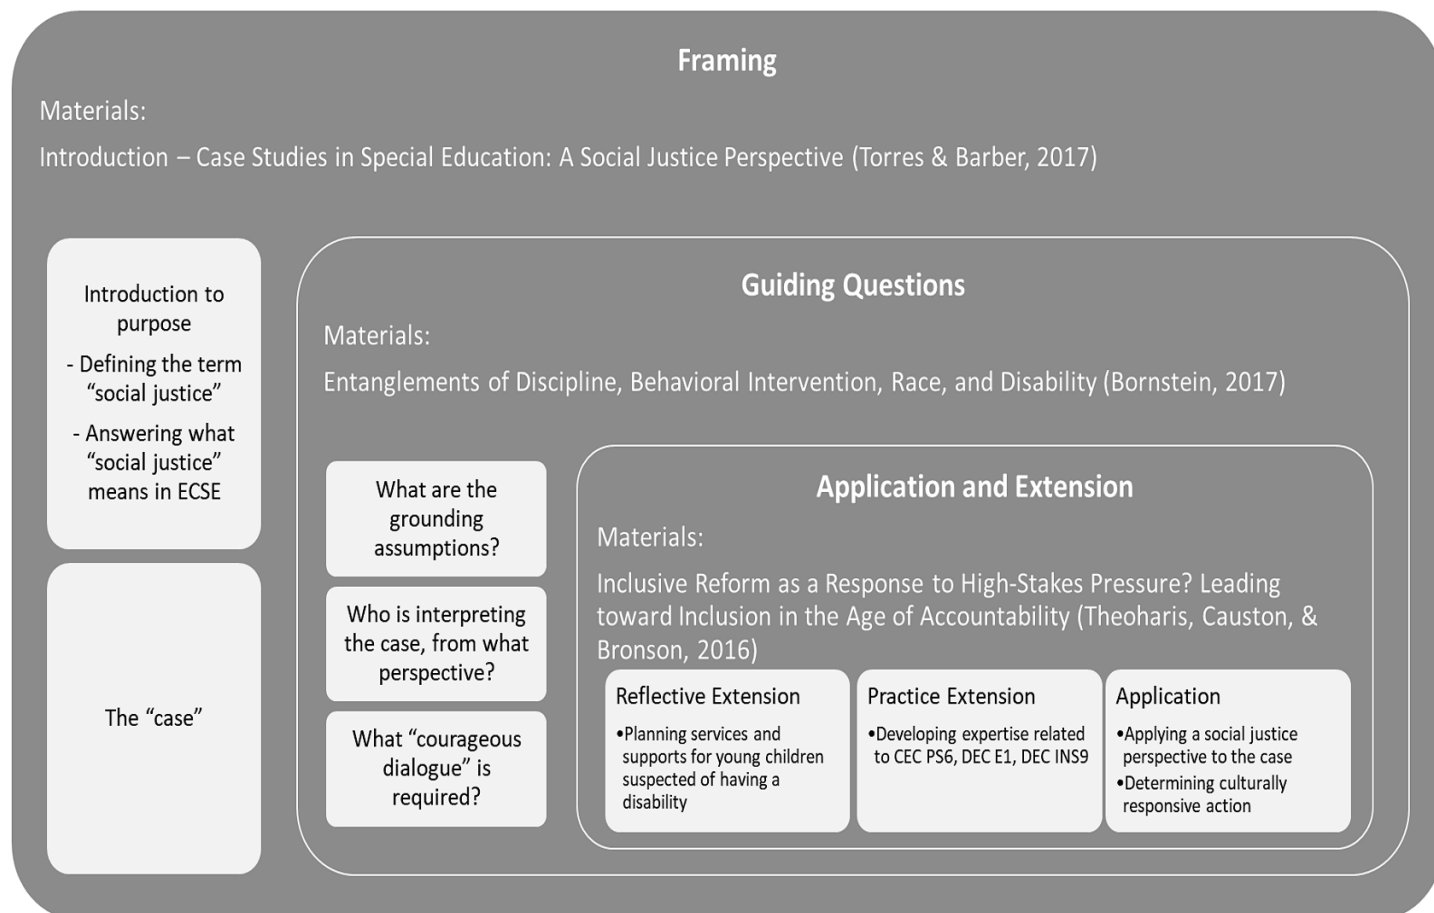 Framing
Materials:
Introduction – Case Studies in Special Education: A Social Justice Perspective (Torres & Barber, 2017)
Introduction to
purpose
- Defining the term
“social justice”
- Answering what
“social justice”
means in ECSE
The “case”
Guiding Questions
Materials:
Entanglements of Discipline, Behavioral Intervention, Race, and Disability (Bornstein, 2017)
What are the
grounding
assumptions?
Who is interpreting
the case, from what
perspective?
What “courageous
dialogue” is
required?
Application and Extension
Materials:
Inclusive Reform as a Response to High-Stakes Pressure? Leading
toward Inclusion in the Age of Accountability (Theoharis, Causton, &
Bronson, 2016)
Reflective Extension
•Planning services and
supports for young children
suspected of having a
disability
Practice Extension
•Developing expertise related
to CEC PS6, DEC E1, DEC INS9
Application
•Applying a social justice
perspective to the case
•Determining culturally
responsive action